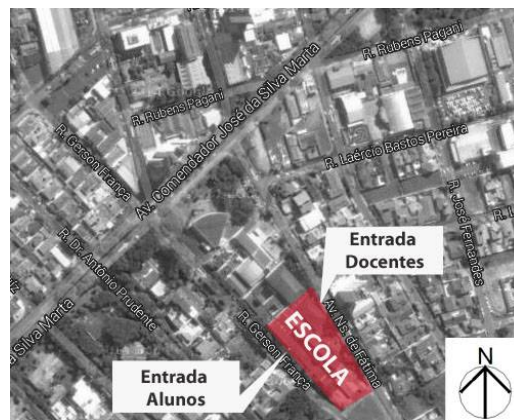 R. Rubens Pagani
R. Rubens Pagani
Av. Comendador José da Silva Marta
R. Gerson França
R. Laércio Bastos Pereira
R. José Fernandes
R. Dr. Antônio Prudente
Entrada
Docentes
Av. Ns. de Fátima
ESCOLA
R. Gerson França
a Silva Marta
Entrada
Alunos
N